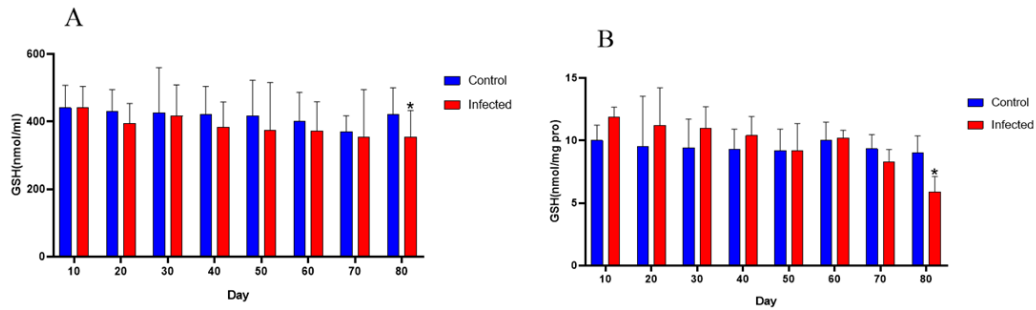 A
600
400
200
0
GSH(nmol/ml)
10 20 30 40 50 60 70 80
Day
Control
Infected
*
B
15
10
5
0
GSH(nmol/mg pro)
10 20 30 40 50 60 70 80
Day
Control
Infected
*